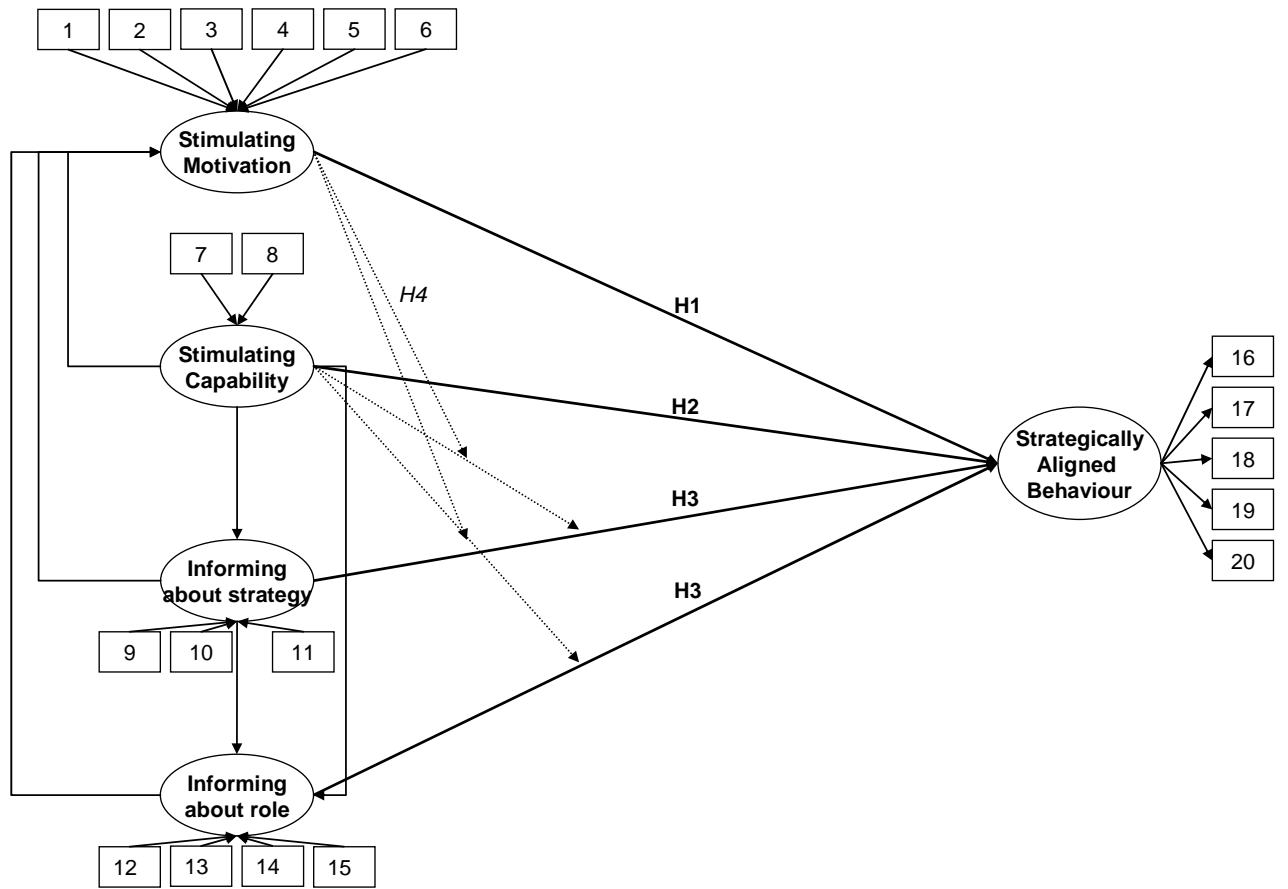 1 2 3 4 5 6
Stimulating
Motivation
7 8
H4
H1
Stimulating
Capability
H2
16
17
Strategically
Aligned
Behaviour
18
19
20
H3
Informing
about strategy
H3
9 10 11
Informing
about role
12 13 14 15